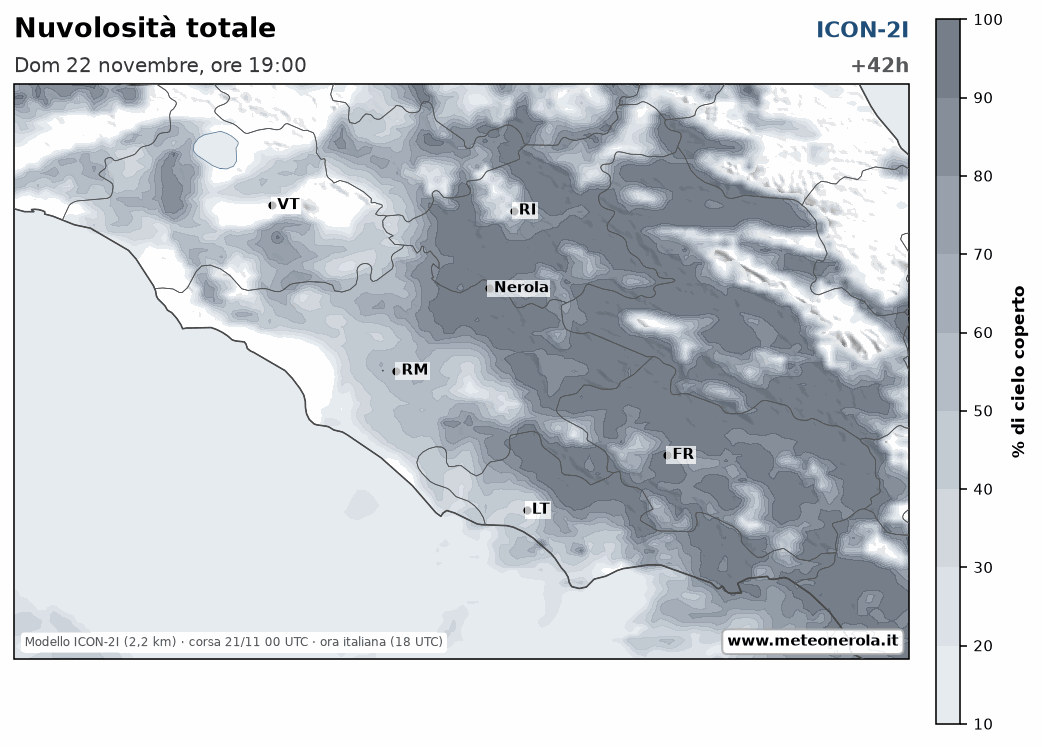 Nuvolosità totale
ICON-2I
Dom 22 novembre, ore 19:00
+42h
VT
RI
Nerola
RM
FR
LT
Modello ICON-2I (2,2 km) · corsa 21/11 00 UTC · ora italiana (18 UTC)
www.meteonerola.it
100
90
80
70
60
50
40
30
20
10
% di cielo coperto